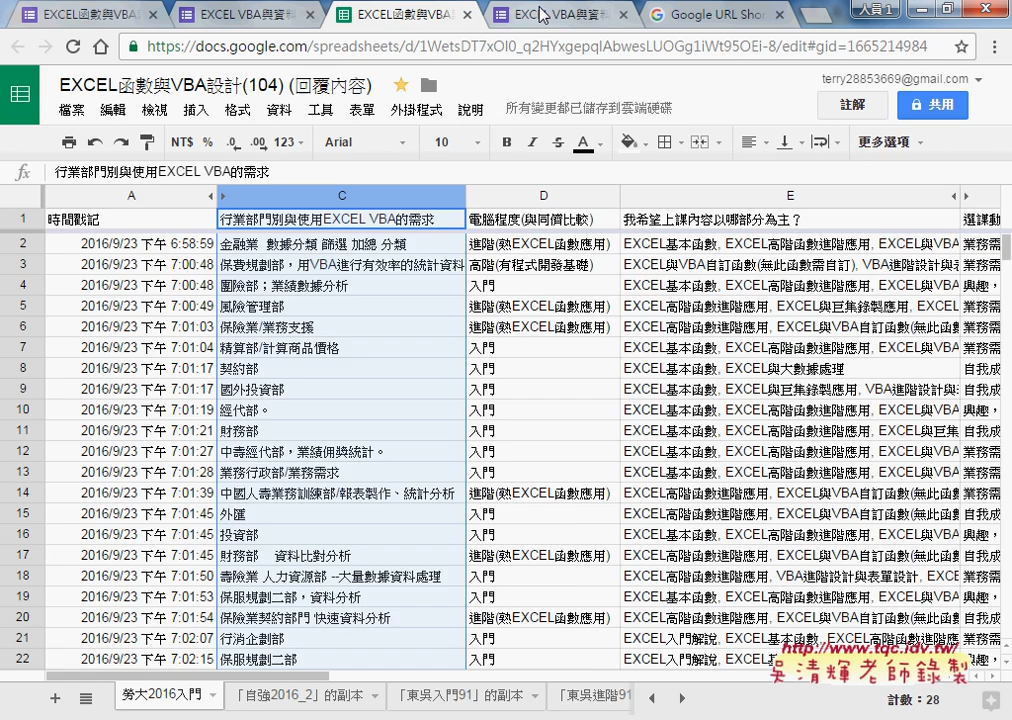 EXCEL函數與VBA
EXCEL VBA與資料
EXCEL函數與VBA
EXCEL VBA與資料
Google URL Shor
人員 1
https://docs.google.com/spreadsheets/d/1WetsDT7xOI0_q2HYxgepqIAbwesLUOGg1iWt95OEi-8/edit#gid=1665214984
EXCEL函數與VBA設計(104) (回覆內容)
terry28853669@gmail.com
檔案 編輯 檢視 插入 格式 資料 工具 表單 外掛程式 說明 所有變更都已儲存到雲端硬碟
註解 共用
NT$ % .0 .00 123 Arial 10 B I S A 更多選項
fx 行業部門別與使用EXCEL VBA的需求
A C D E
1 時間戳記 行業部門別與使用EXCEL VBA的需求 電腦程度(與同儕比較) 我希望上課內容以哪部分為主? 選課動
2 2016/9/23 下午 6:58:59 金融業 數據分類 篩選 加總 分類 進階(熟EXCEL函數應用) EXCEL基本函數, EXCEL高階函數進階應用, EXCEL與VBA 業務需
3 2016/9/23 下午 7:00:48 保費規劃部，用VBA進行有效率的統計資料 高階(有程式開發基礎) EXCEL與VBA自訂函數(無此函數需自訂), VBA進階設計與表 業務需
4 2016/9/23 下午 7:00:48 團險部；業績數據分析 入門 EXCEL基本函數, EXCEL高階函數進階應用, EXCEL與VBA 興趣,
5 2016/9/23 下午 7:00:49 風險管理部 進階(熟EXCEL函數應用) EXCEL高階函數進階應用, EXCEL與巨集錄製應用, EXCEL 業務需
6 2016/9/23 下午 7:01:03 保險業/業務支援 進階(熟EXCEL函數應用) EXCEL高階函數進階應用, EXCEL與VBA自訂函數(無此函 業務需
7 2016/9/23 下午 7:01:04 精算部/計算商品價格 入門 EXCEL基本函數, EXCEL高階函數進階應用, EXCEL與VBA 業務需
8 2016/9/23 下午 7:01:17 契約部 入門 EXCEL基本函數, EXCEL與大數據處理 自我成
9 2016/9/23 下午 7:01:17 國外投資部 入門 EXCEL基本函數, EXCEL與巨集錄製應用, VBA進階設計與 自我成
10 2016/9/23 下午 7:01:19 經代部。 入門 EXCEL基本函數, EXCEL高階函數進階應用, EXCEL與VBA 興趣,
11 2016/9/23 下午 7:01:21 財務部 入門 EXCEL基本函數, EXCEL高階函數進階應用, EXCEL與巨集 自我成
12 2016/9/23 下午 7:01:27 中壽經代部，業績佣獎統計。 入門 EXCEL基本函數, EXCEL高階函數進階應用, EXCEL與VBA 業務需
13 2016/9/23 下午 7:01:28 業務行政部/業務需求 入門 EXCEL基本函數, EXCEL高階函數進階應用, EXCEL與VBA 業務需
14 2016/9/23 下午 7:01:39 中國人壽業務訓練部/報表製作、統計分析 進階(熟EXCEL函數應用) EXCEL高階函數進階應用, EXCEL與VBA自訂函數(無此函 業務需
15 2016/9/23 下午 7:01:45 外匯 入門 EXCEL高階函數進階應用, EXCEL與VBA自訂函數(無此函 自我成
16 2016/9/23 下午 7:01:45 投資部 入門 EXCEL基本函數, EXCEL高階函數進階應用, EXCEL與VBA 業務需
17 2016/9/23 下午 7:01:45 財務部 資料比對分析 進階(熟EXCEL函數應用) EXCEL高階函數進階應用, EXCEL與VBA自訂函數(無此函 自我成
18 2016/9/23 下午 7:01:50 壽險業 人力資源部 --大量數據資料處理 入門 EXCEL高階函數進階應用, VBA進階設計與表單設計, EXCE 業務需
19 2016/9/23 下午 7:01:53 保服規劃二部，資料分析 入門 EXCEL基本函數, EXCEL高階函數進階應用, EXCEL與VBA 興趣,
20 2016/9/23 下午 7:01:54 保險業契約部門 快速資料分析 進階(熟EXCEL函數應用) EXCEL高階函數進階應用, EXCEL與VBA自訂函數(無此函 業務需
21 2016/9/23 下午 7:02:07 行消企劃部 入門 EXCEL入門解說, EXCEL基本函數, EXCEL高階函數進階應 業務需
22 2016/9/23 下午 7:02:15 保服規劃二部 入門 EXCEL入門解說, EXCEL
http://www.tqc.idv.tw/
吳清輝老師錄製
勞大2016入門 「自強2016_2」的副本 「東吳入門91」的副本 「東吳進階91 計數：28